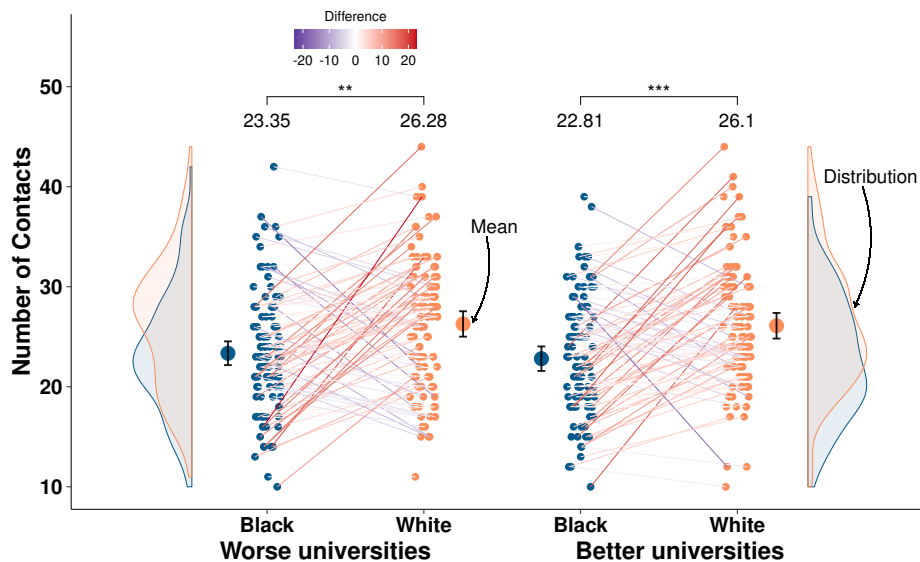 Difference
-20 -10 0 10 20
** ***
23.35 26.28 22.81 26.1
Number of Contacts
50
40
30
20
10
Mean
Distribution
Black White Black White
Worse universities Better universities